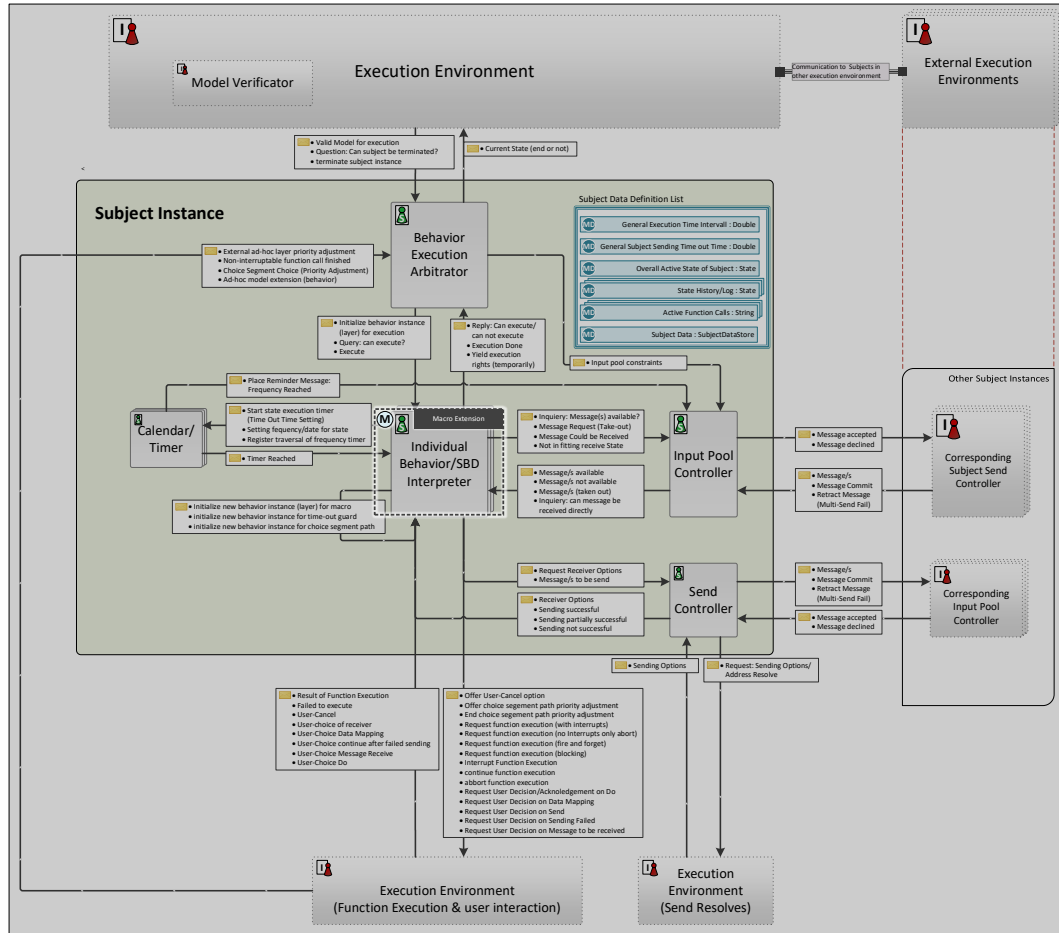 Execution Environment
Model Verificator
Communication to Subjects in
other execution envoironment
External Execution
Environments
• Valid Model for execution
• Question: Can subject be terminated?
• terminate subject instance
• Current State (end or not)
<
Subject Instance
Behavior
Execution
Arbitrator
Subject Data Definition List
MD General Execution Time Intervall : Double
MD General Subject Sending Time out Time : Double
MD Overall Active State of Subject : State
MD State History/Log : State
MD Active Function Calls : String
MD Subject Data : SubjectDataStore
• External ad-hoc layer priority adjustment
• Non-interruptable function call finished
• Choice Segment Choice (Priority Adjustment)
• Ad-hoc model extension (behavior)
• Initialize behavior instance
(layer) for execution
• Query: can execute?
• Execute
• Reply: Can execute/
can not execute
• Execution Done
• Yield execution
rights (temporarily)
• Input pool constraints
• Place Reminder Message:
Frequency Reached
• Start state execution timer
(Time Out Time Setting)
• Setting fequency/date for state
• Register traversal of frequency timer
• Timer Reached
Calendar/
Timer
M
Macro Extension
Individual
Behavior/SBD
Interpreter
• Inquiry: Message(s) available?
• Message Request (Take-out)
• Message Could be Received
• Not in fitting receive State
• Message/s available
• Message/s not available
• Message/s (taken out)
• Inquiry: can message be
received directly
Input Pool
Controller
• Message accepted
• Message declined
• Message/s
• Message Commit
• Retract Message
(Multi-Send Fail)
Other Subject Instances
Corresponding
Subject Send
Controller
• Initialize new behavior instance (layer) for macro
• initialize new behavior instance for time-out guard
• initialize new behavior instance for choice segment path
• Request Receiver Options
• Message/s to be send
• Receiver Options
• Sending successful
• Sending partially successful
• Sending not successful
Send
Controller
• Message/s
• Message Commit
• Retract Message
(Multi-Send Fail)
• Message accepted
• Message declined
Corresponding
Input Pool
Controller
• Sending Options
• Request: Sending Options/
Address Resolve
• Result of Function Execution
• Failed to execute
• User-Cancel
• User-choice of receiver
• User-Choice Data Mapping
• User-Choice continue after failed sending
• User-Choice Message Receive
• User-Choice Do
• Offer User-Cancel option
• Offer choice segement path priority adjustment
• End choice segement path priority adjustment
• Request function execution (with interrupts)
• Request function execution (no Interrupts only abort)
• Request function execution (fire and forget)
• Request function execution (blocking)
• Interrupt Function Execution
• continue function execution
• abbort function execution
• Request User Decision/Acknoledgement on Do
• Request User Decision on Data Mapping
• Request User Decision on Send
• Request User Decision on Sending Failed
• Request User Decision on Message to be received
Execution Environment
(Function Execution & user interaction)
Execution
Environment
(Send Resolves)